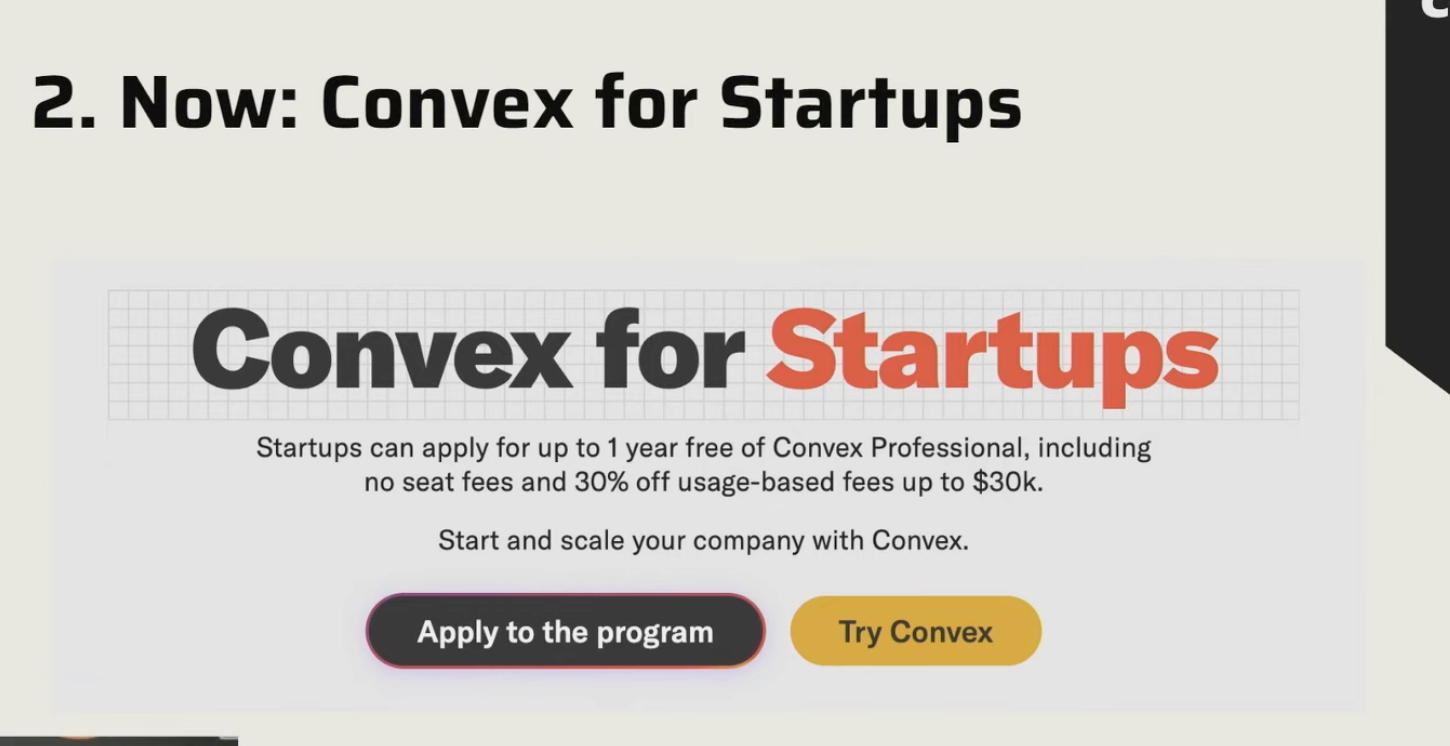 2. Now: Convex for Startups
Convex for Startups
Startups can apply for up to 1 year free of Convex Professional, including
no seat fees and 30% off usage-based fees up to $30k.
Start and scale your company with Convex.
Apply to the program
Try Convex